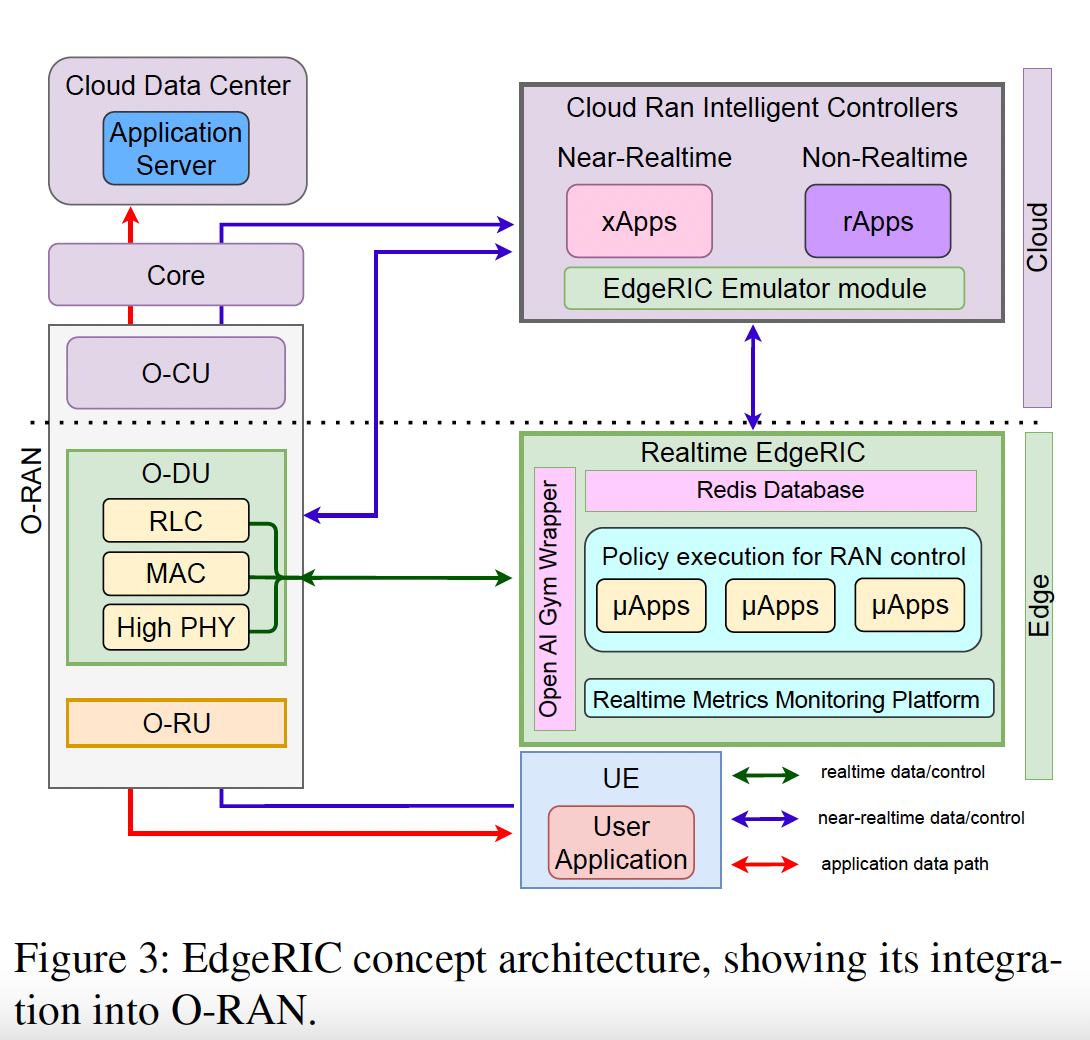 Cloud Data Center
Application
Server
Core
O-CU
O-RAN
O-DU
RLC
MAC
High PHY
O-RU
Cloud Ran Intelligent Controllers
Near-Realtime
Non-Realtime
xApps
rApps
EdgeRIC Emulator module
Cloud
Realtime EdgeRIC
Open AI Gym Wrapper
Redis Database
Policy execution for RAN control
µApps
µApps
µApps
Realtime Metrics Monitoring Platform
Edge
UE
User
Application
realtime data/control
near-realtime data/control
application data path
Figure 3: EdgeRIC concept architecture, showing its integra-
tion into O-RAN.